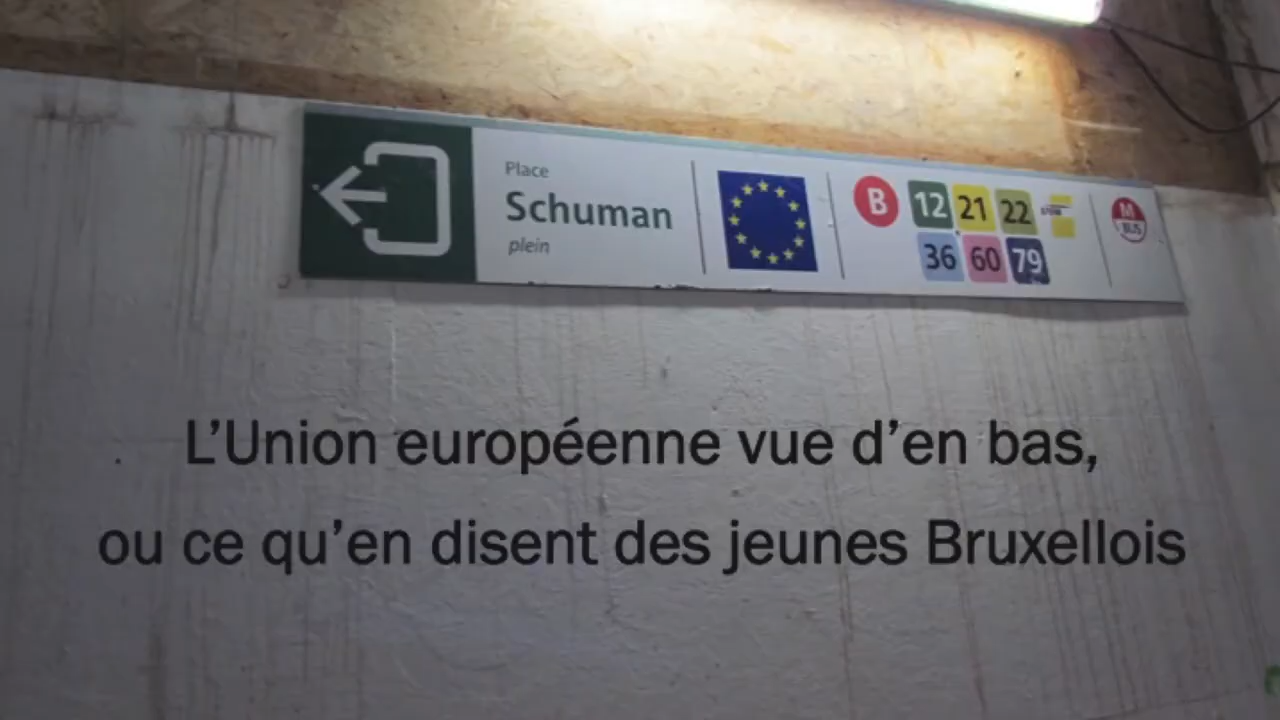 Place
Schuman
plein
B 12 21 22
36 60 79
M
BUS
L’Union européenne vue d’en bas,
ou ce qu’en disent des jeunes Bruxellois